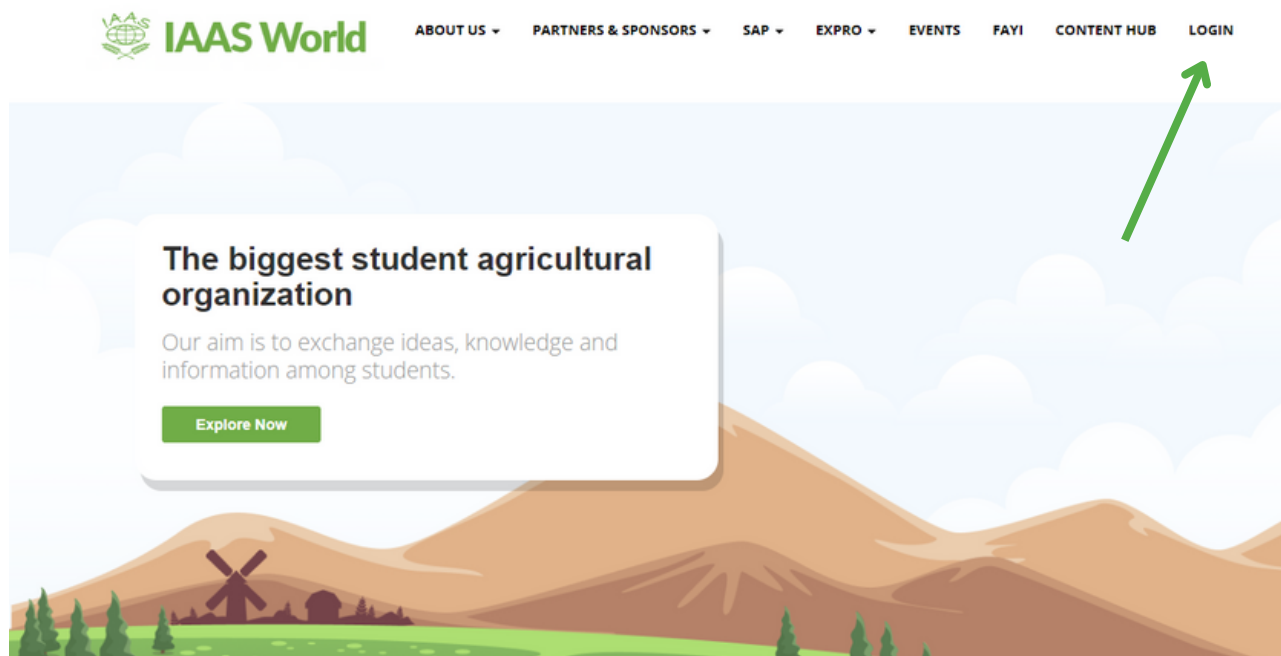 IAAS
IAAS World
ABOUT US
PARTNERS & SPONSORS
SAP
EXPRO
EVENTS
FAYI
CONTENT HUB
LOGIN
The biggest student agricultural
organization
Our aim is to exchange ideas, knowledge and
information among students.
Explore Now